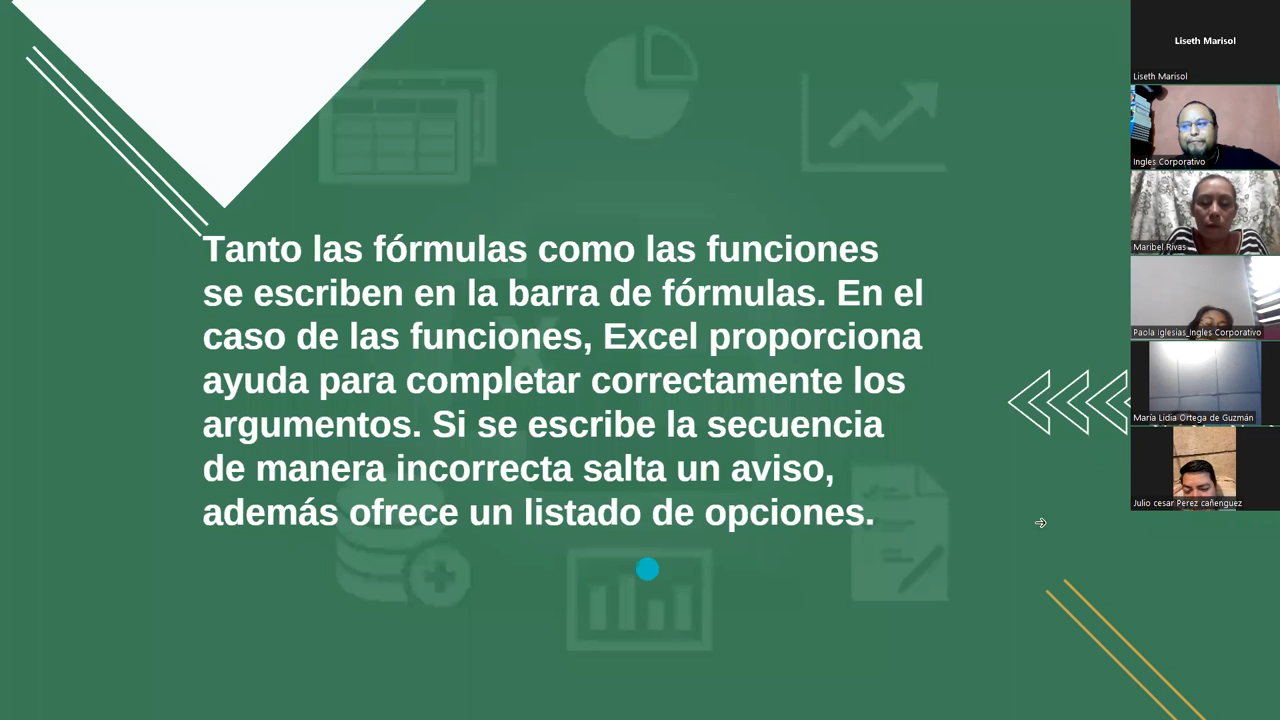 Tanto las fórmulas como las funciones
se escriben en la barra de fórmulas. En el
caso de las funciones, Excel proporciona
ayuda para completar correctamente los
argumentos. Si se escribe la secuencia
de manera incorrecta salta un aviso,
además ofrece un listado de opciones.
Liseth Marisol
Liseth Marisol
Ingles Corporativo
Maribel Rivas
Paola Iglesias_Ingles Corporativo
María Lidia Ortega de Guzmán
Julio cesar Perez cañenguez